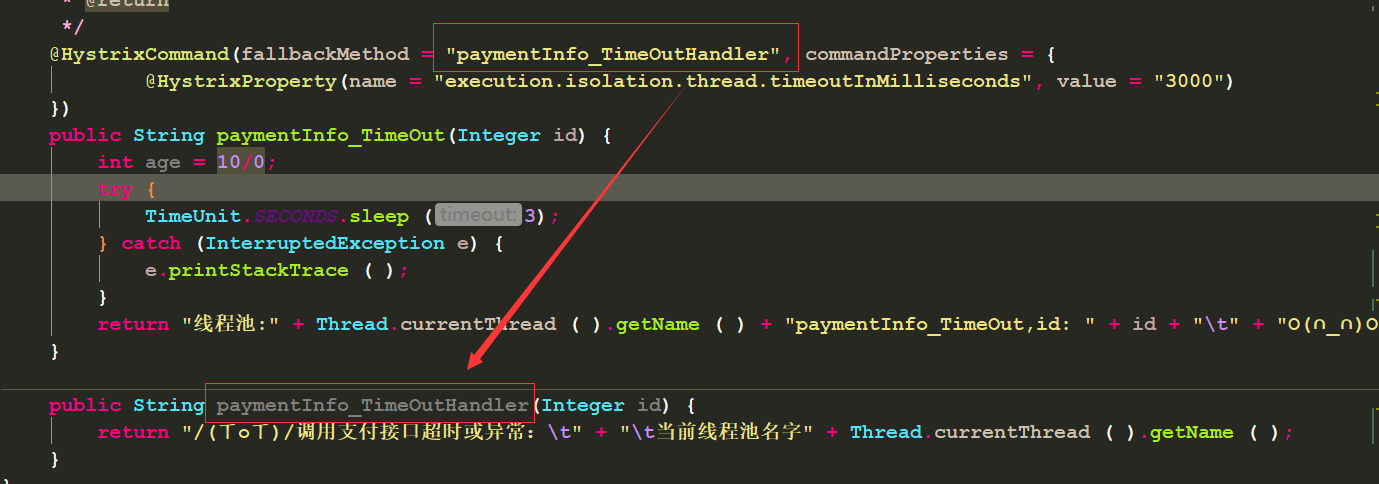 * @return
*/
@HystrixCommand(fallbackMethod = "paymentInfo_TimeOutHandler", commandProperties = {
@HystrixProperty(name = "execution.isolation.thread.timeoutInMilliseconds", value = "3000")
})
public String paymentInfo_TimeOut(Integer id) {
int age = 10/0;
try {
TimeUnit.SECONDS.sleep ( timeout: 3);
} catch (InterruptedException e) {
e.printStackTrace ( );
}
return "线程池:" + Thread.currentThread ( ).getName ( ) + "paymentInfo_TimeOut,id: " + id + "\t" + "O(∩_∩)O
}
public String paymentInfo_TimeOutHandler(Integer id) {
return "/(ㄒoㄒ)/调用支付接口超时或异常：\t" + "\t当前线程池名字" + Thread.currentThread ( ).getName ( );
}